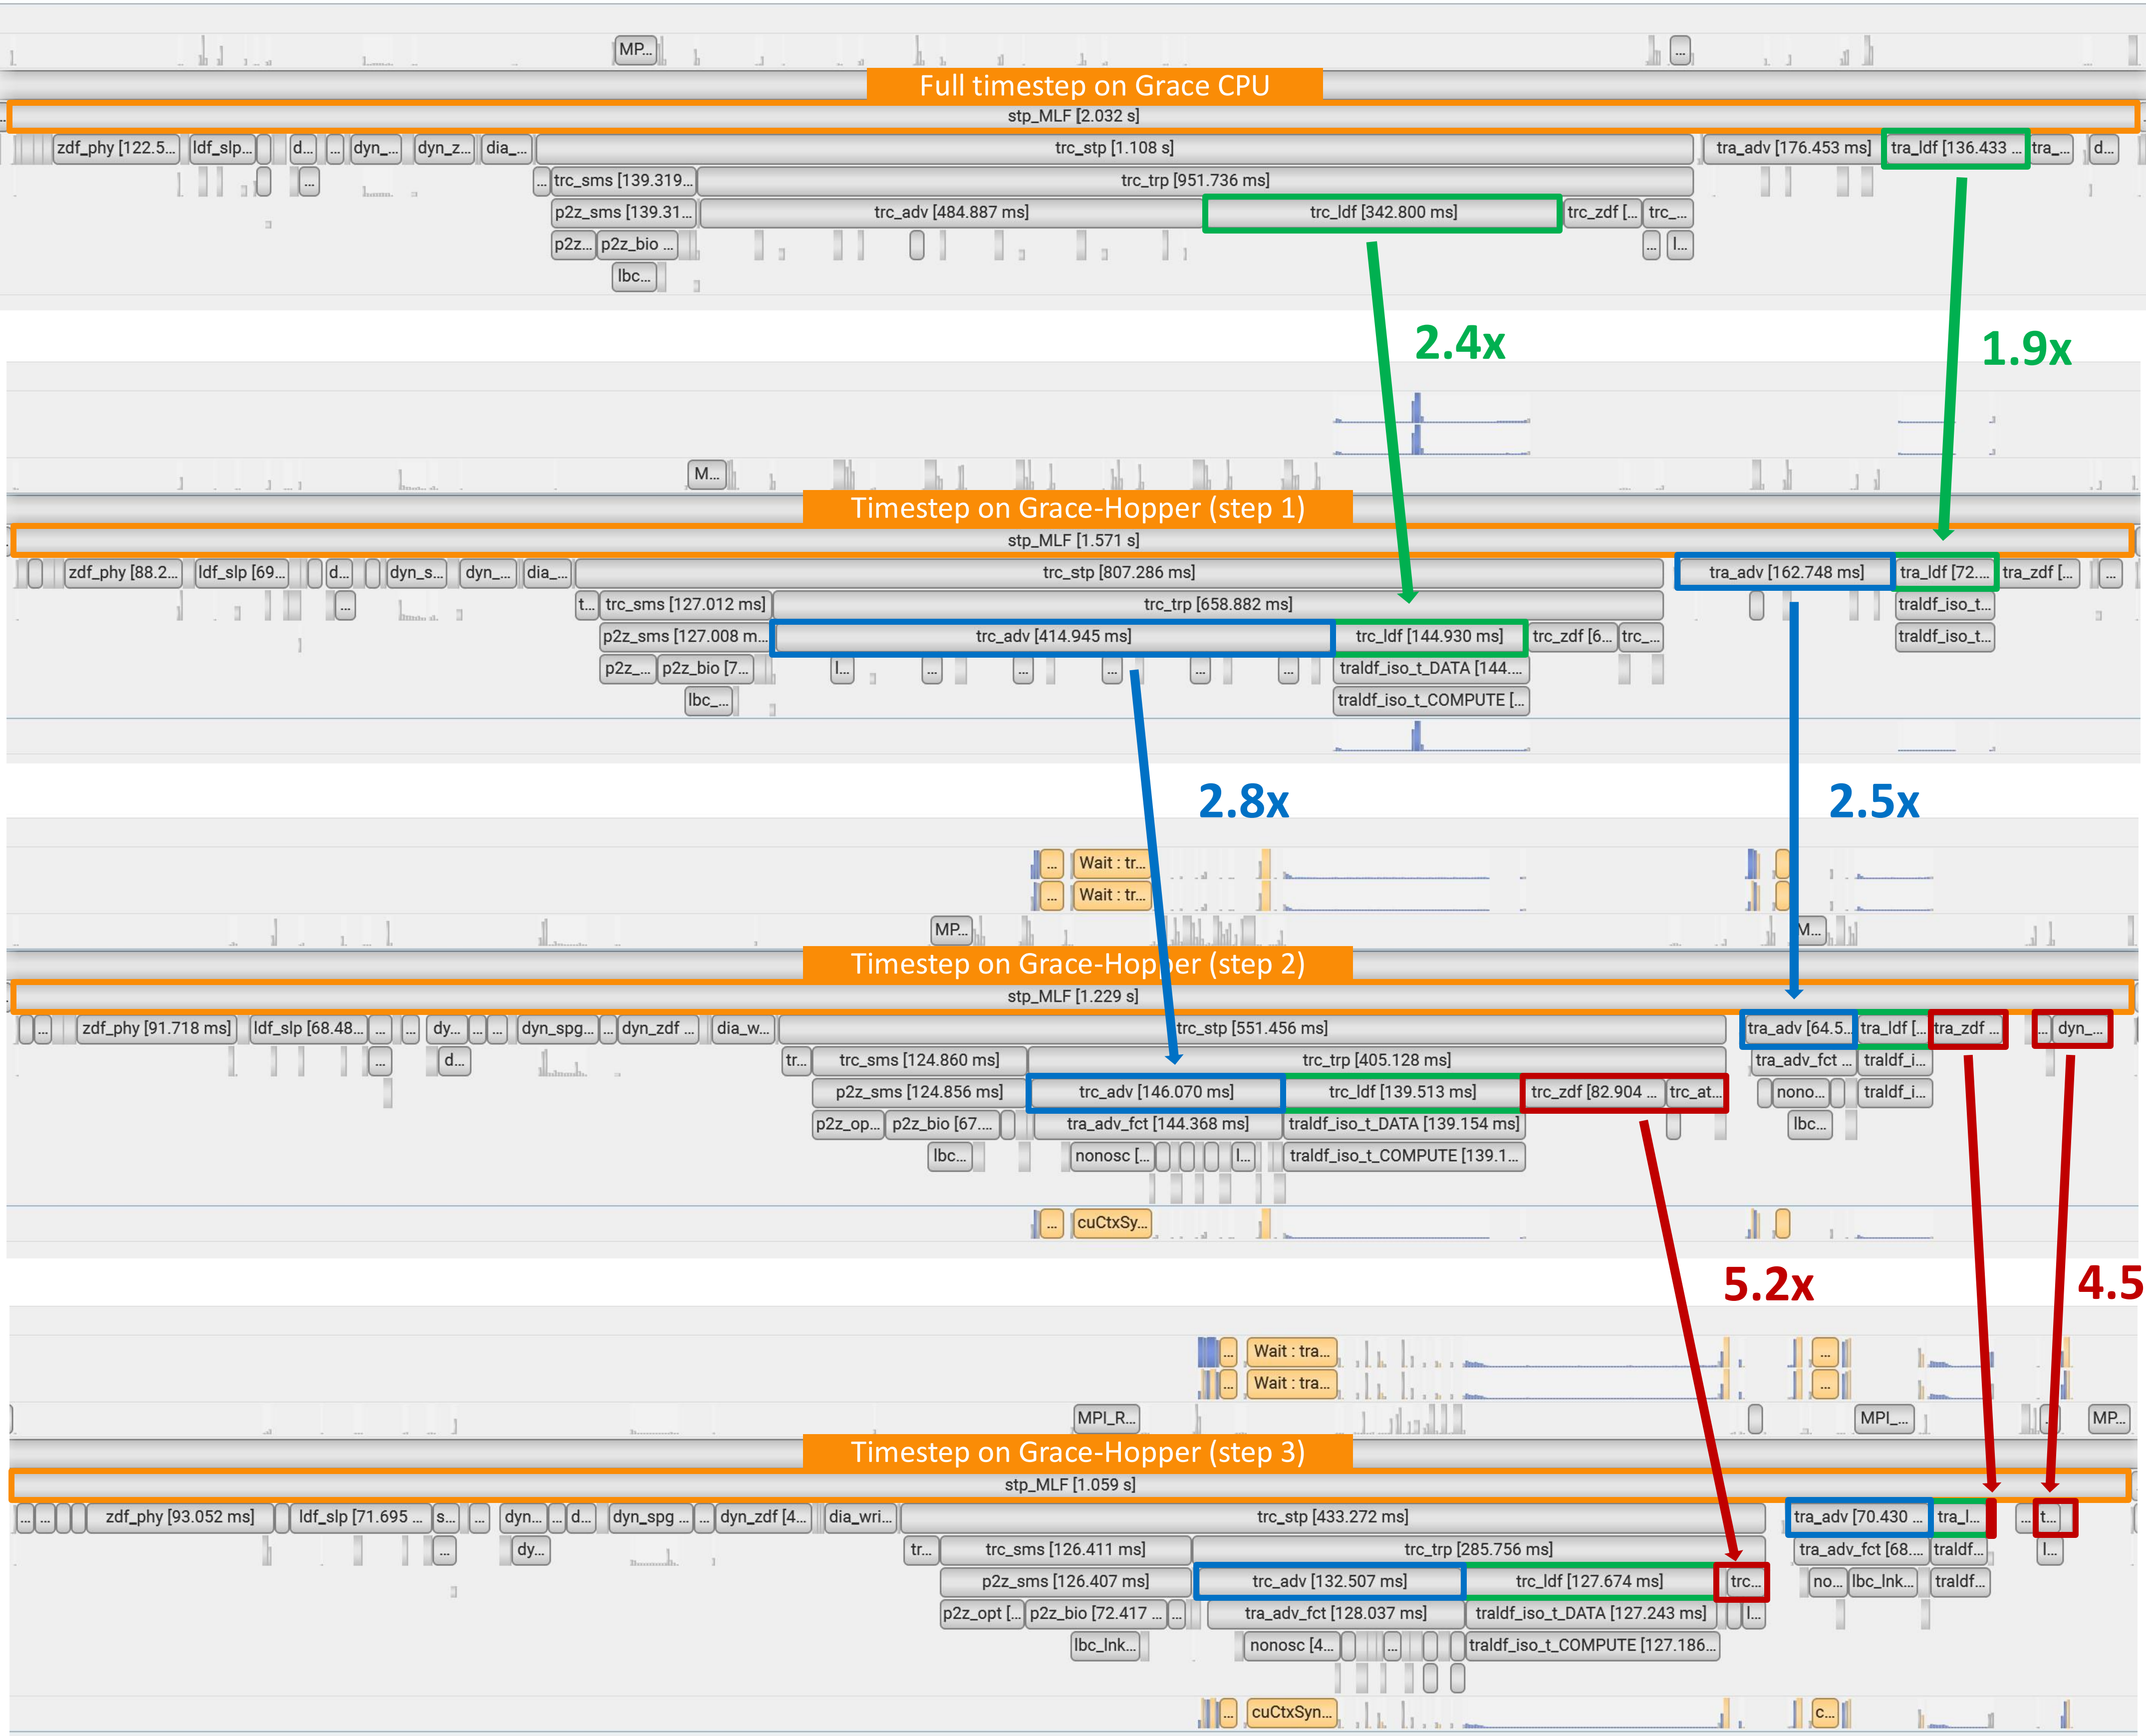 MP...
...
Full timestep on Grace CPU
stp_MLF [2.032 s]
zdf_phy [122.5...
ldf_slp...
d...
...
dyn_...
dyn_z...
dia_...
trc_stp [1.108 s]
tra_adv [176.453 ms]
tra_ldf [136.433 ...
tra_...
d...
...
...
trc_sms [139.319...
trc_trp [951.736 ms]
p2z_sms [139.31...
trc_adv [484.887 ms]
trc_ldf [342.800 ms]
trc_zdf [...
trc_...
p2z...
p2z_bio ...
...
l...
lbc...
2.4x
1.9x
M...
Timestep on Grace-Hopper (step 1)
stp_MLF [1.571 s]
zdf_phy [88.2...
ldf_slp [69...
d...
dyn_s...
dyn_...
dia_...
trc_stp [807.286 ms]
tra_adv [162.748 ms]
tra_ldf [72....
tra_zdf [...
...
...
t...
trc_sms [127.012 ms]
trc_trp [658.882 ms]
traldf_iso_t...
p2z_sms [127.008 m...
trc_adv [414.945 ms]
trc_ldf [144.930 ms]
trc_zdf [6...
trc_...
traldf_iso_t...
p2z_...
p2z_bio [7...
l...
...
...
...
...
...
traldf_iso_t_DATA [144....
lbc_...
traldf_iso_t_COMPUTE [...
2.8x
2.5x
...
Wait : tr...
...
Wait : tr...
MP...
M...
Timestep on Grace-Hopper (step 2)
stp_MLF [1.229 s]
...
zdf_phy [91.718 ms]
ldf_slp [68.48...
...
...
dy...
...
...
dyn_spg...
...
dyn_zdf ...
dia_w...
trc_stp [551.456 ms]
tra_adv [64.5...
tra_ldf [...
tra_zdf ...
...
dyn_...
...
d...
tr...
trc_sms [124.860 ms]
trc_trp [405.128 ms]
tra_adv_fct ...
traldf_i...
p2z_sms [124.856 ms]
trc_adv [146.070 ms]
trc_ldf [139.513 ms]
trc_zdf [82.904 ...
trc_at...
nono...
traldf_i...
p2z_op...
p2z_bio [67....
tra_adv_fct [144.368 ms]
traldf_iso_t_DATA [139.154 ms]
lbc...
lbc...
nonosc [...
l...
traldf_iso_t_COMPUTE [139.1...
...
cuCtxSy...
5.2x
4.5
...
Wait : tra...
...
...
Wait : tra...
...
MPI_R...
MPI_...
MP...
Timestep on Grace-Hopper (step 3)
stp_MLF [1.059 s]
...
...
zdf_phy [93.052 ms]
ldf_slp [71.695 ...
s...
...
dyn...
...
d...
dyn_spg ...
...
dyn_zdf [4...
dia_wri...
trc_stp [433.272 ms]
tra_adv [70.430 ...
tra_l...
...
t...
...
dy...
tr...
trc_sms [126.411 ms]
trc_trp [285.756 ms]
tra_adv_fct [68....
traldf...
l...
p2z_sms [126.407 ms]
trc_adv [132.507 ms]
trc_ldf [127.674 ms]
trc...
no...
lbc_lnk...
traldf...
p2z_opt [...
p2z_bio [72.417 ...
...
tra_adv_fct [128.037 ms]
traldf_iso_t_DATA [127.243 ms]
l...
lbc_lnk...
nonosc [4...
...
traldf_iso_t_COMPUTE [127.186...
...
cuCtxSyn...
c...